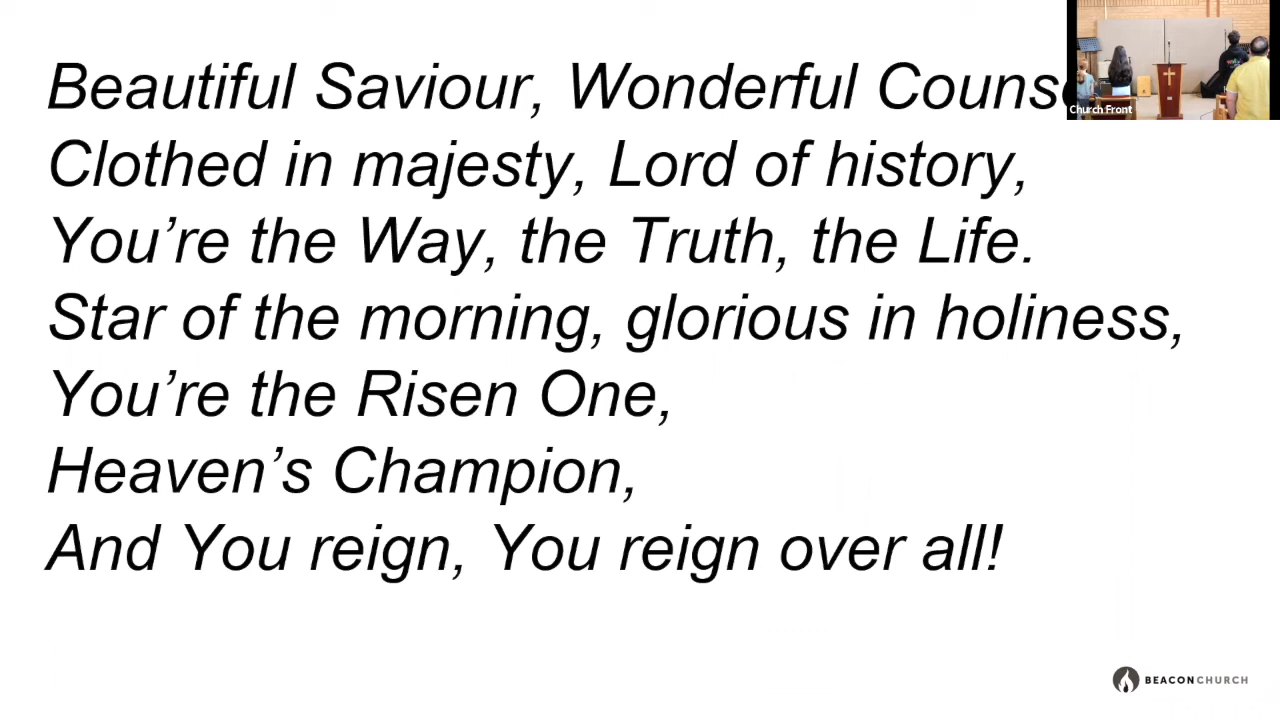 Beautiful Saviour, Wonderful
Clothed in majesty, Lord of history,
You’re the Way, the Truth, the Life.
Star of the morning, glorious in holiness,
You’re the Risen One,
Heaven’s Champion,
And You reign, You reign over all!
Church Front
BEACONCHURCH